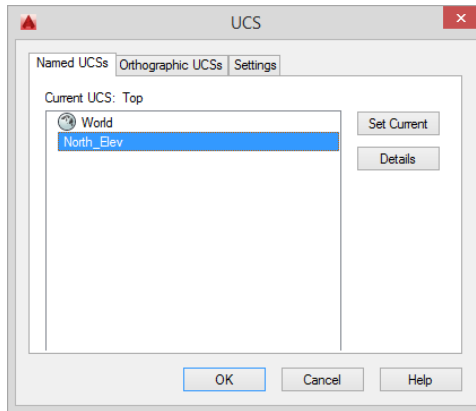 UCS
Named UCSs Orthographic UCSs Settings
Current UCS: Top
World
Set Current
North_Elev
Details
OK Cancel Help